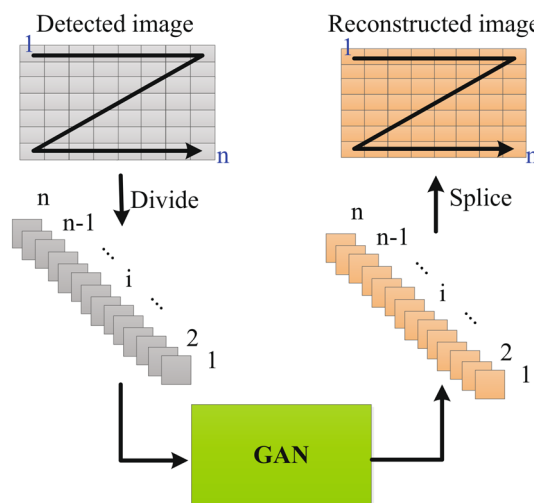 Detected image
Reconstructed image
1
n
1
n
Divide
Splice
n
n-1
...
i
...
2
1
n
n-1
...
i
...
2
1
GAN